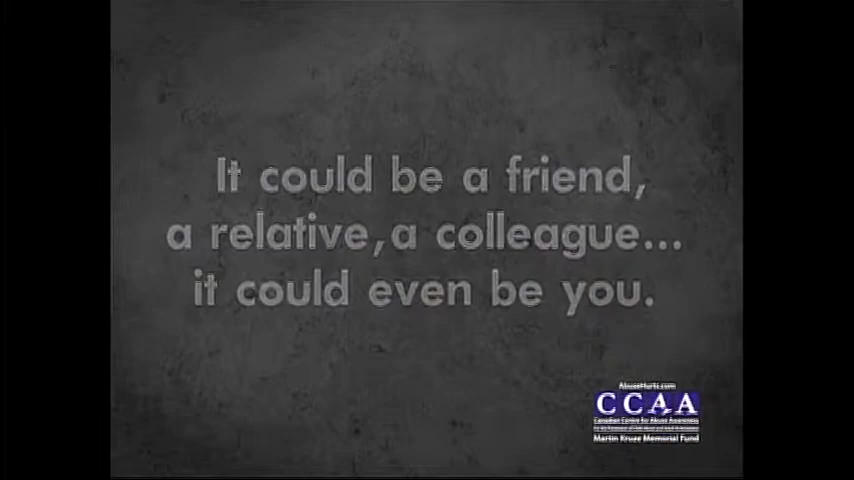 It could be a friend,
a relative, a colleague...
it could even be you.
AbuseHurts.com
CCAA
Canadian Centre for Abuse Awareness
Martin Kruze Memorial Fund